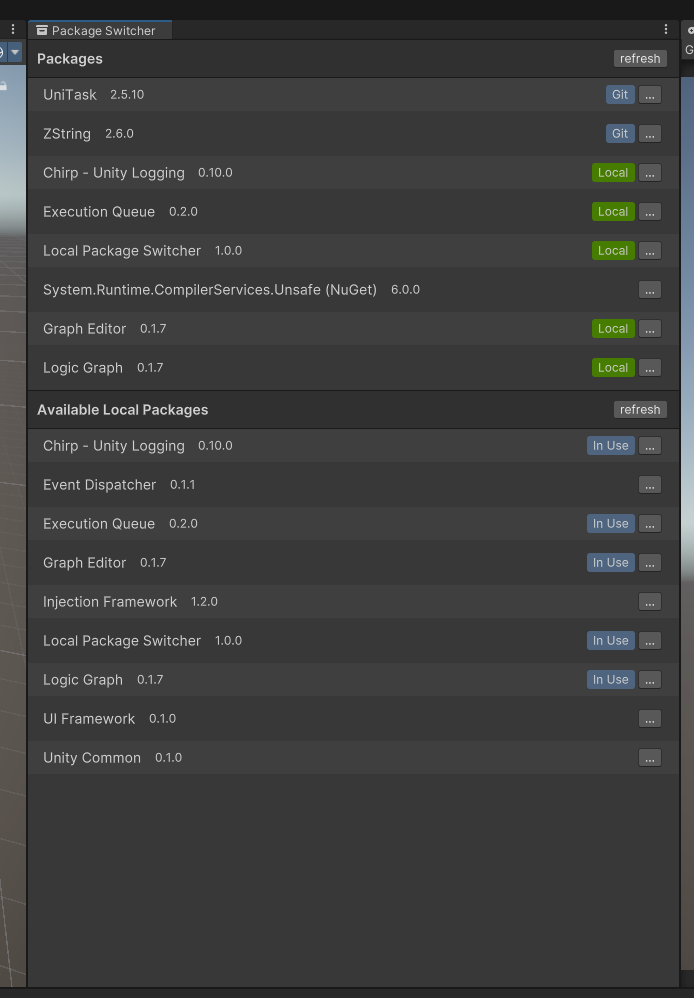 Package Switcher
Packages refresh
UniTask 2.5.10 Git ...
ZString 2.6.0 Git ...
Chirp - Unity Logging 0.10.0 Local ...
Execution Queue 0.2.0 Local ...
Local Package Switcher 1.0.0 Local ...
System.Runtime.CompilerServices.Unsafe (NuGet) 6.0.0 ...
Graph Editor 0.1.7 Local ...
Logic Graph 0.1.7 Local ...
Available Local Packages refresh
Chirp - Unity Logging 0.10.0 In Use ...
Event Dispatcher 0.1.1 ...
Execution Queue 0.2.0 In Use ...
Graph Editor 0.1.7 In Use ...
Injection Framework 1.2.0 ...
Local Package Switcher 1.0.0 In Use ...
Logic Graph 0.1.7 In Use ...
UI Framework 0.1.0 ...
Unity Common 0.1.0 ...